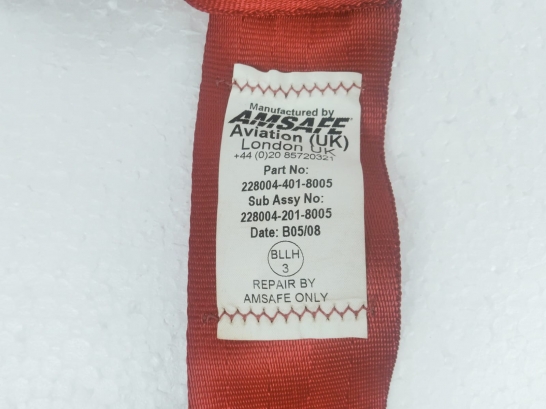 Manufactured by
AMSAFE
Aviation (UK)
London UK
+44 (0)20 85720321
Part No:
228004-401-8005
Sub Assy No:
228004-201-8005
Date: B05/08
BLLH
3
REPAIR BY
AMSAFE ONLY